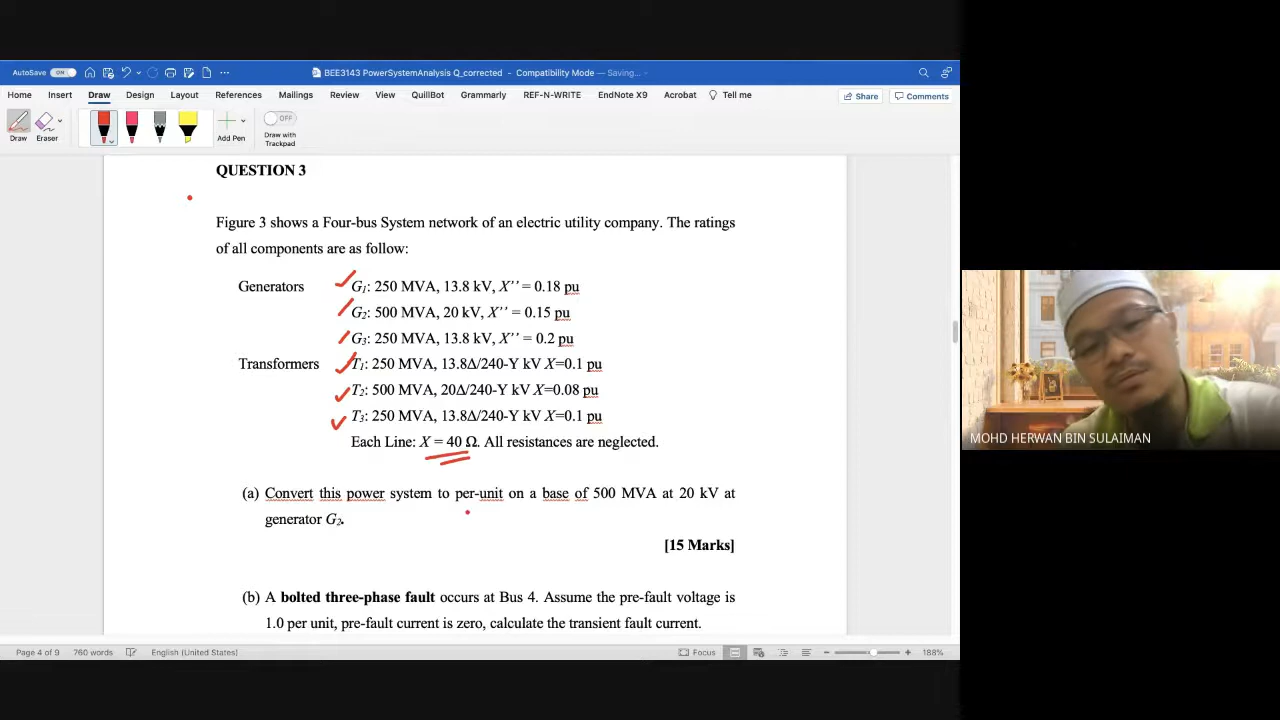 AutoSave ON ... BEE3143 PowerSystemAnalysis Q_corrected - Compatibility Mode — Saving...
Home Insert Draw Design Layout References Mailings Review View QuillBot Grammarly REF-N-WRITE EndNote X9 Acrobat Tell me Share Comments
OFF
Draw Eraser Add Pen Draw with Trackpad
QUESTION 3
Figure 3 shows a Four-bus System network of an electric utility company. The ratings
of all components are as follow:
Generators G1: 250 MVA, 13.8 kV, X’’ = 0.18 pu
G2: 500 MVA, 20 kV, X’’ = 0.15 pu
G3: 250 MVA, 13.8 kV, X’’ = 0.2 pu
Transformers T1: 250 MVA, 13.8Δ/240-Y kV X=0.1 pu
T2: 500 MVA, 20Δ/240-Y kV X=0.08 pu
T3: 250 MVA, 13.8Δ/240-Y kV X=0.1 pu
Each Line: X = 40 Ω. All resistances are neglected.
(a) Convert this power system to per-unit on a base of 500 MVA at 20 kV at
generator G2.
[15 Marks]
(b) A bolted three-phase fault occurs at Bus 4. Assume the pre-fault voltage is
1.0 per unit, pre-fault current is zero, calculate the transient fault current.
Page 4 of 9 760 words English (United States) Focus 188%
MOHD HERWAN BIN SULAIMAN